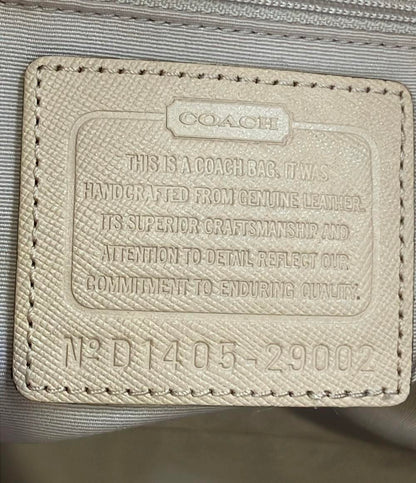 COACH
THIS IS A COACH BAG. IT WAS
HANDCRAFTED FROM GENUINE LEATHER.
ITS SUPERIOR CRAFTSMANSHIP AND
ATTENTION TO DETAIL REFLECT OUR
COMMITMENT TO ENDURING QUALITY.
Nº D1405-29002